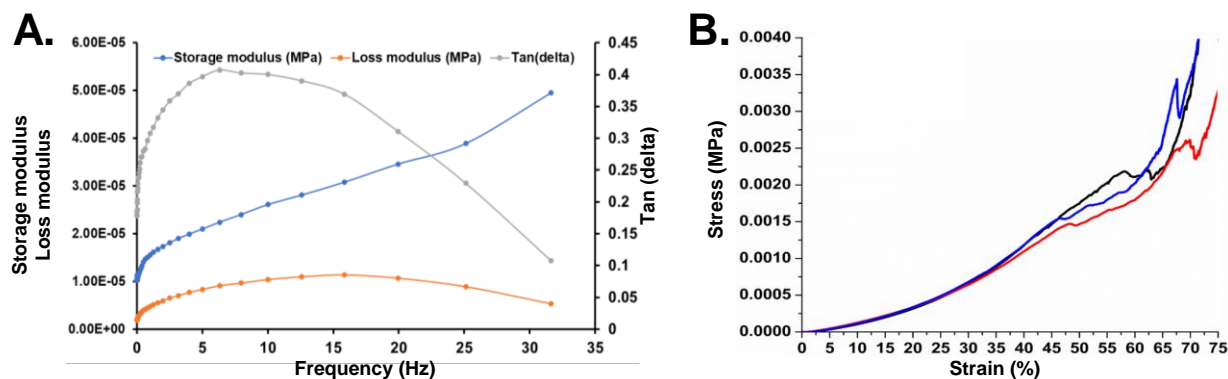 A.
Storage modulus (MPa) Loss modulus (MPa) Tan(delta)
6.00E-05
5.00E-05
4.00E-05
3.00E-05
2.00E-05
1.00E-05
0.00E+00
Storage modulus
Loss modulus
0 5 10 15 20 25 30 35
Frequency (Hz)
0.45
0.4
0.35
0.3
0.25
0.2
0.15
0.1
0.05
0
Tan (delta)
B.
0.0040
0.0035
0.0030
0.0025
0.0020
0.0015
0.0010
0.0005
0.0000
Stress (MPa)
0 5 10 15 20 25 30 35 40 45 50 55 60 65 70 75
Strain (%)